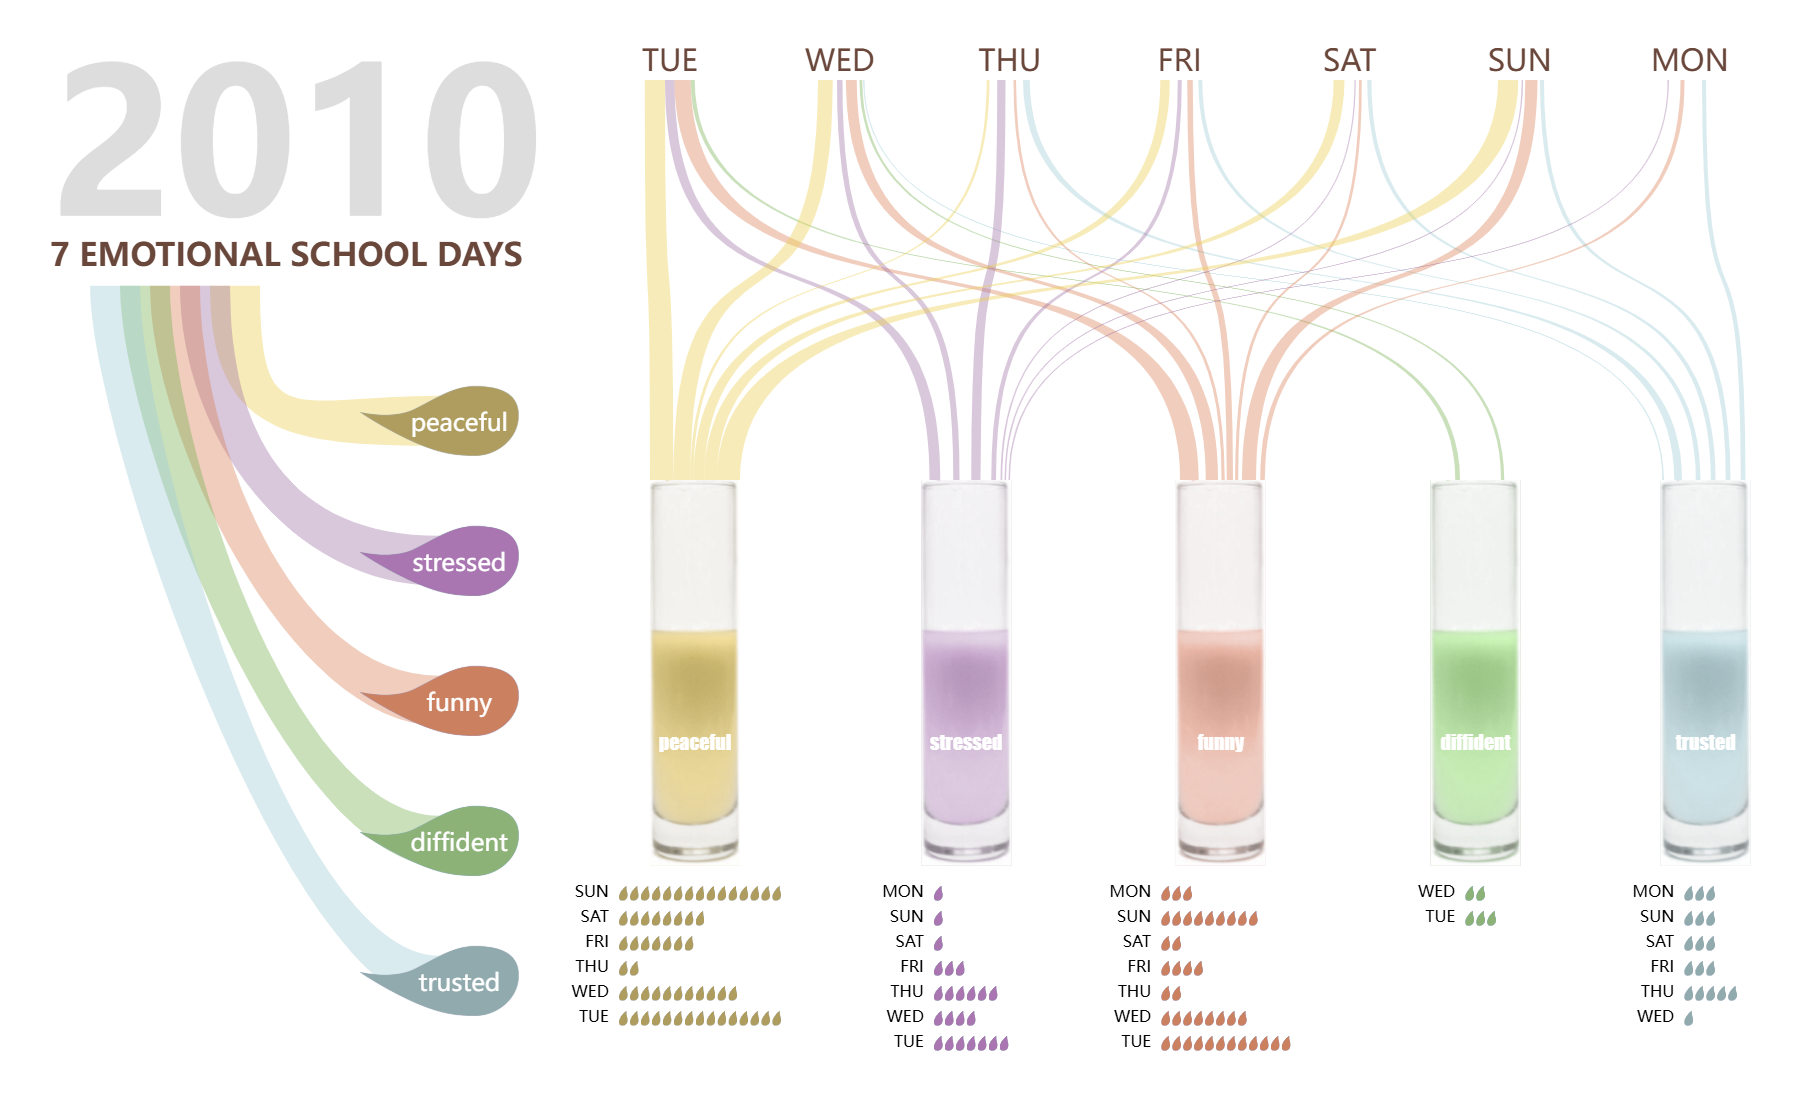 2010
7 EMOTIONAL SCHOOL DAYS
peaceful
stressed
funny
diffident
trusted
TUE WED THU FRI SAT SUN MON
peaceful stressed funny diffident trusted
SUN
SAT
FRI
THU
WED
TUE
MON
SUN
SAT
FRI
THU
WED
TUE
MON
SUN
SAT
FRI
THU
WED
TUE
WED
TUE
MON
SUN
SAT
FRI
THU
WED